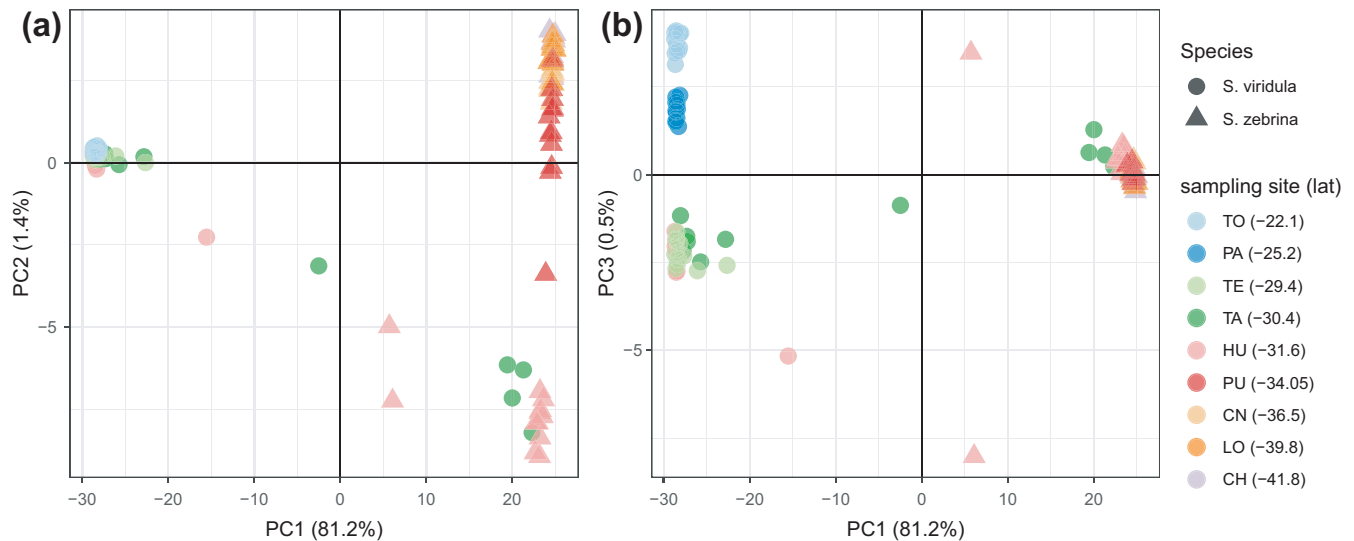 (a)
PC2 (1.4%)
0
−5
−30
−20
−10
0
10
20
PC1 (81.2%)
(b)
PC3 (0.5%)
0
−5
−30
−20
−10
0
10
20
PC1 (81.2%)
Species
S. viridula
S. zebrina
sampling site (lat)
TO (−22.1)
PA (−25.2)
TE (−29.4)
TA (−30.4)
HU (−31.6)
PU (−34.05)
CN (−36.5)
LO (−39.8)
CH (−41.8)